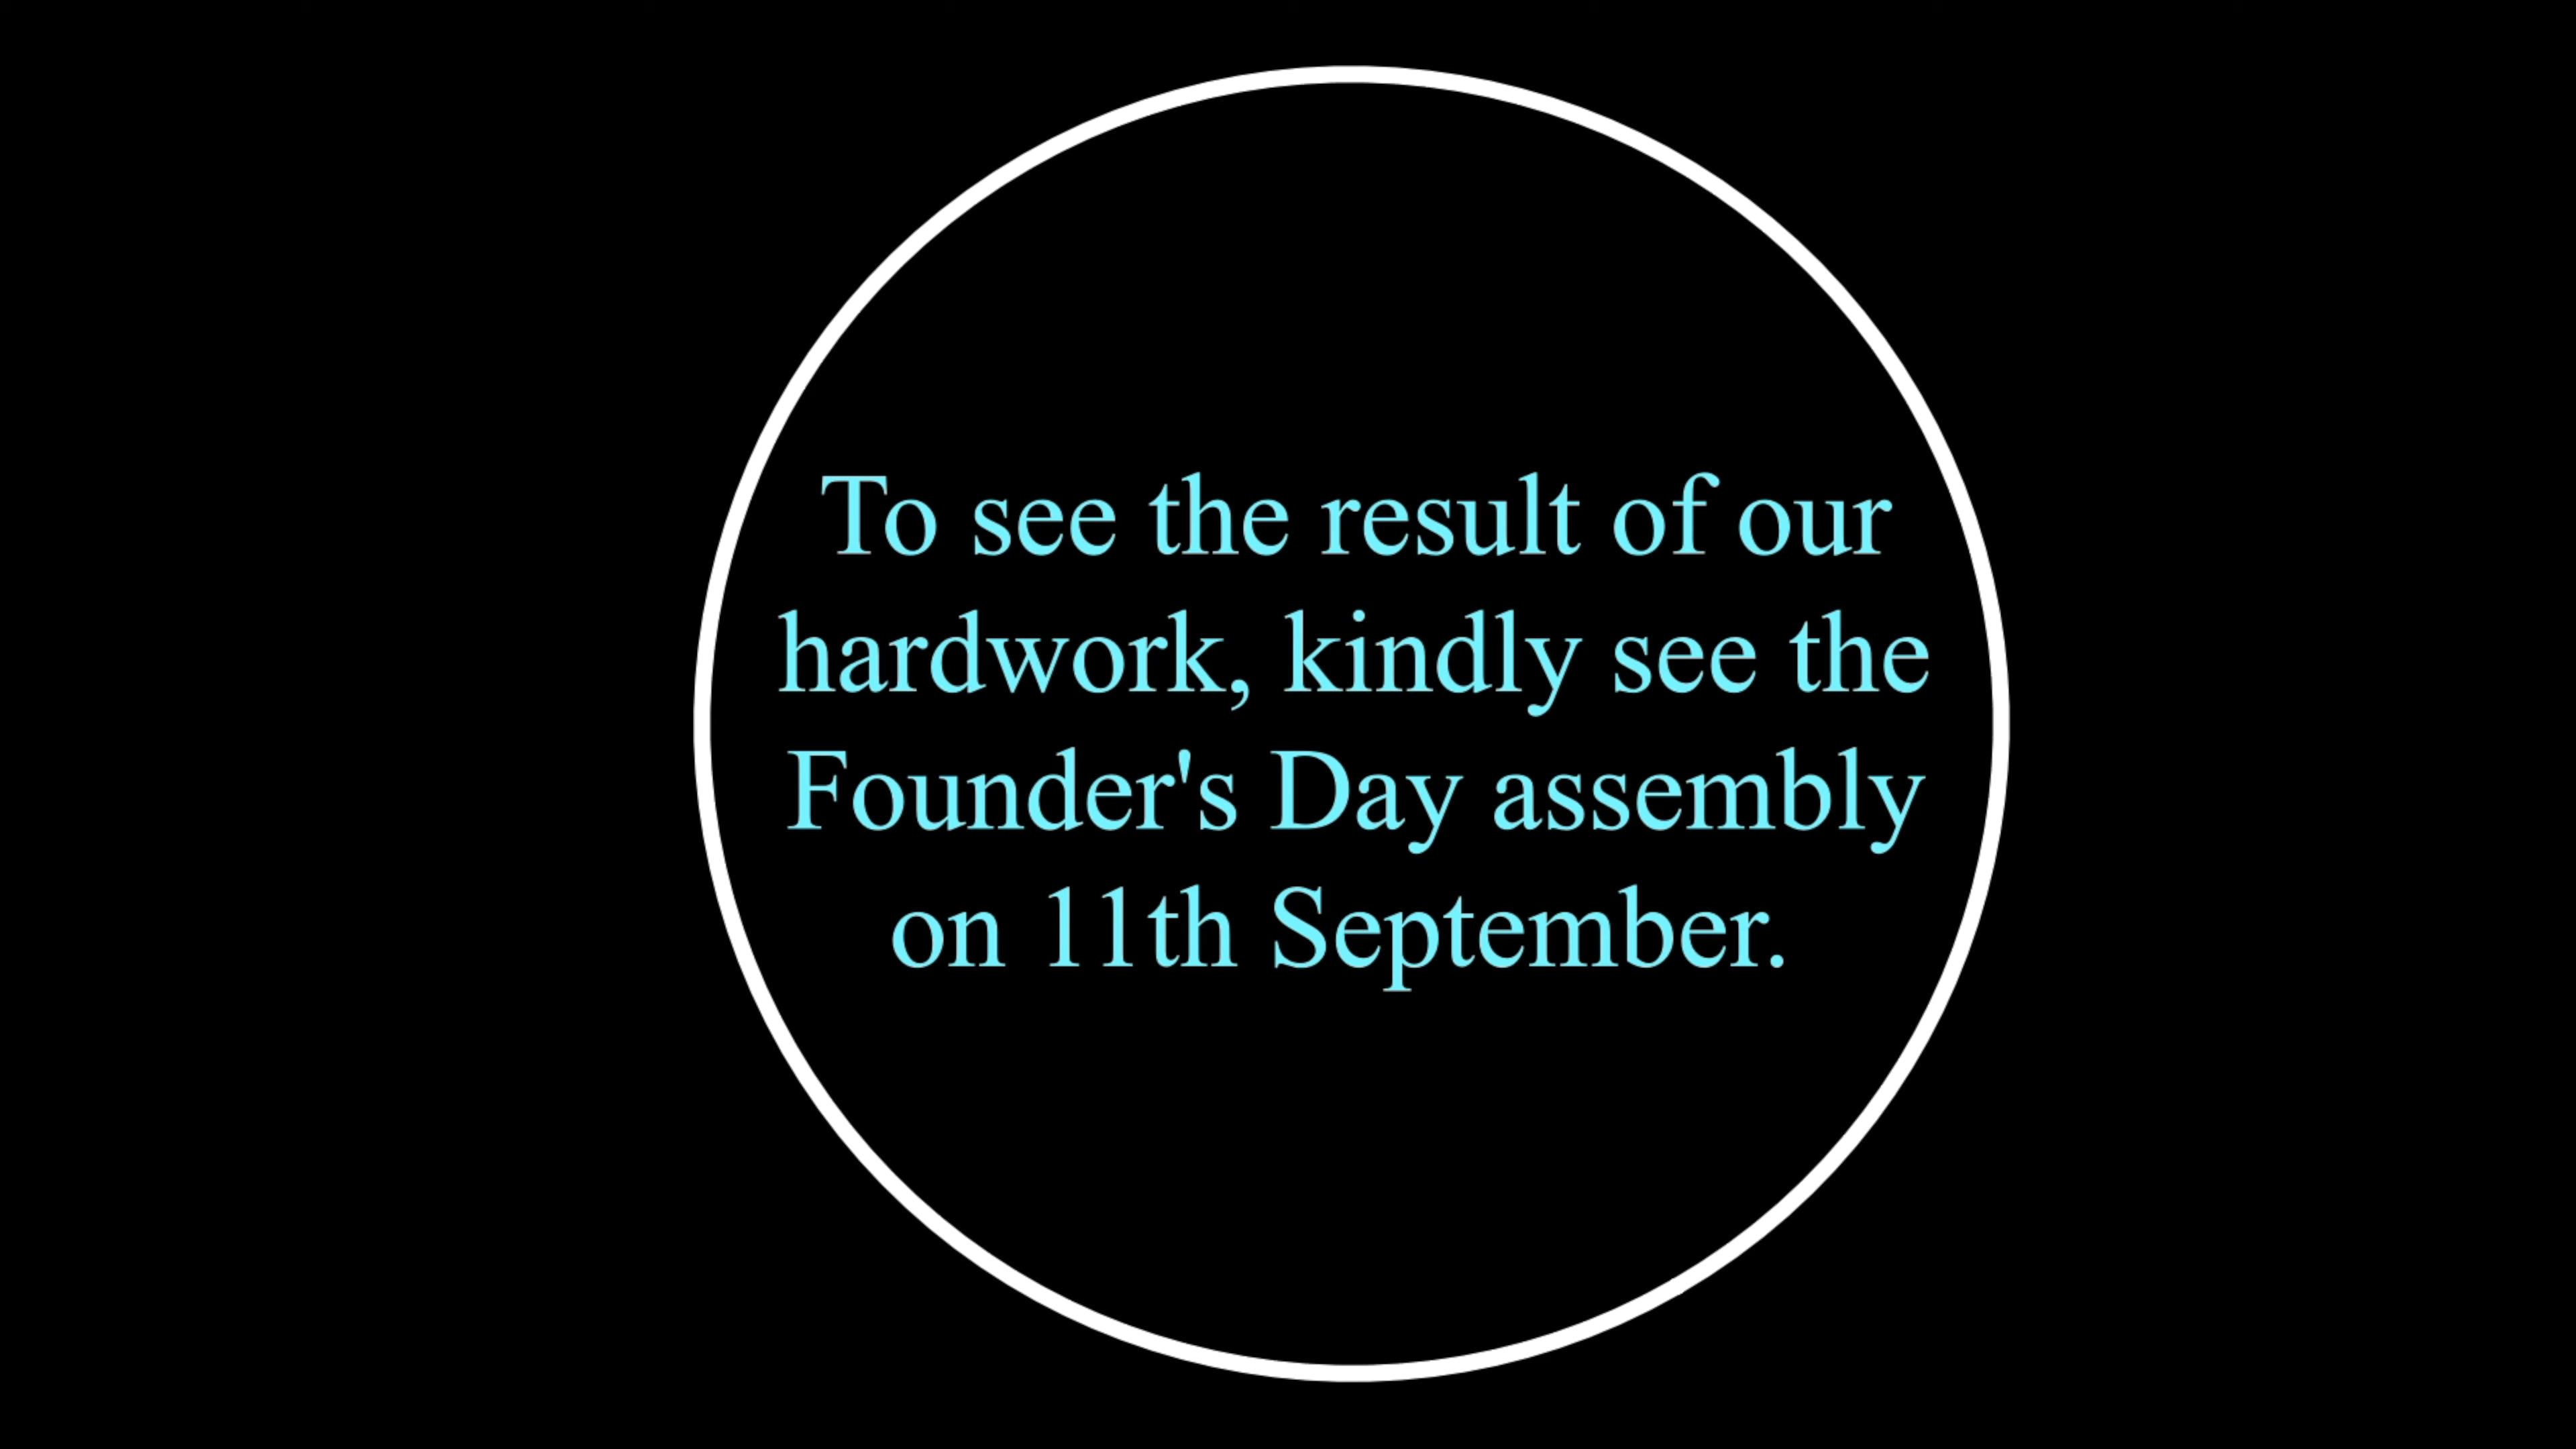 To see the result of our
hardwork, kindly see the
Founder's Day assembly
on 11th September.